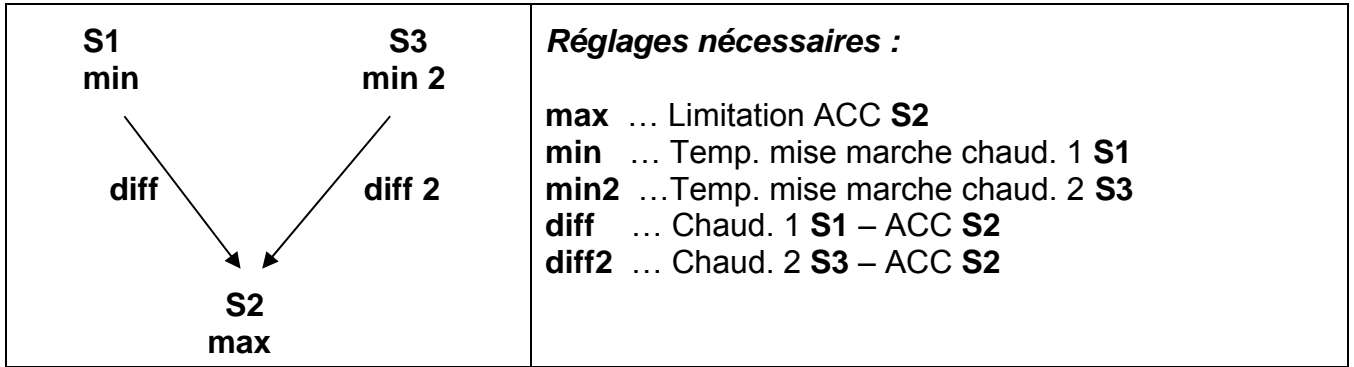 S1 S3
min min 2
diff diff 2
S2
max
Réglages nécessaires :
max … Limitation ACC S2
min … Temp. mise marche chaud. 1 S1
min2 …Temp. mise marche chaud. 2 S3
diff … Chaud. 1 S1 – ACC S2
diff2 … Chaud. 2 S3 – ACC S2